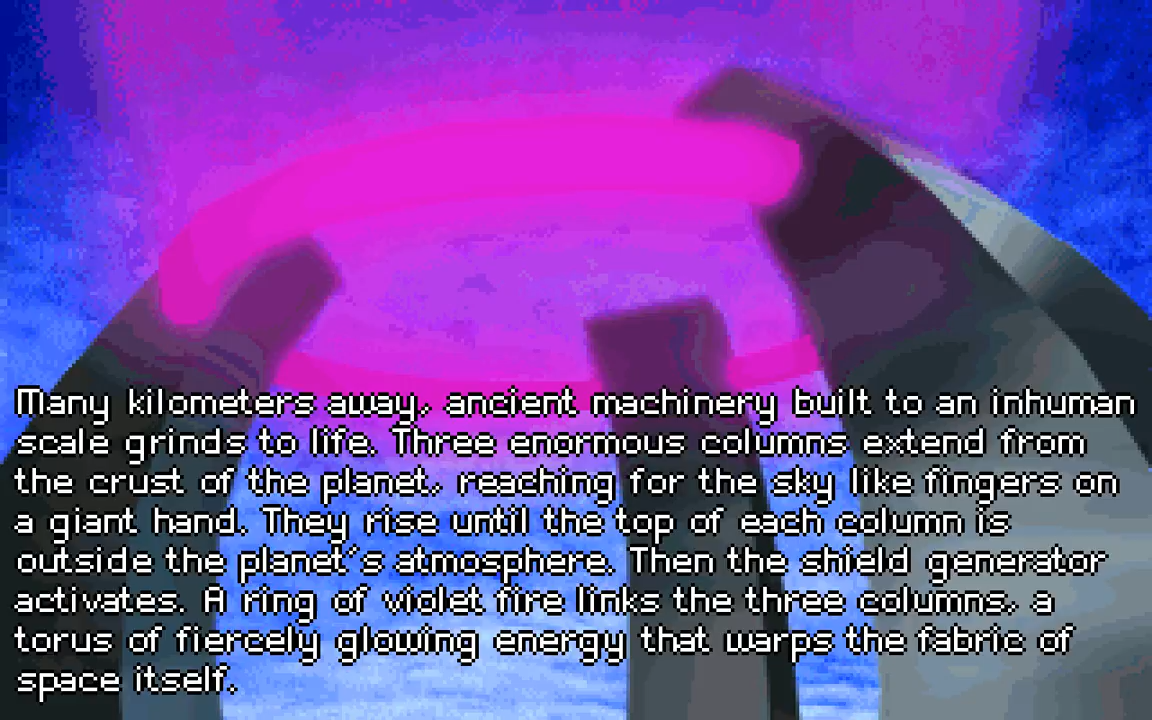 Many kilometers away, ancient machinery built to an inhuman
scale grinds to life. Three enormous columns extend from
the crust of the planet, reaching for the sky like fingers on
a giant hand. They rise until the top of each column is
outside the planet's atmosphere. Then the shield generator
activates. A ring of violet fire links the three columns, a
torus of fiercely glowing energy that warps the fabric of
space itself.